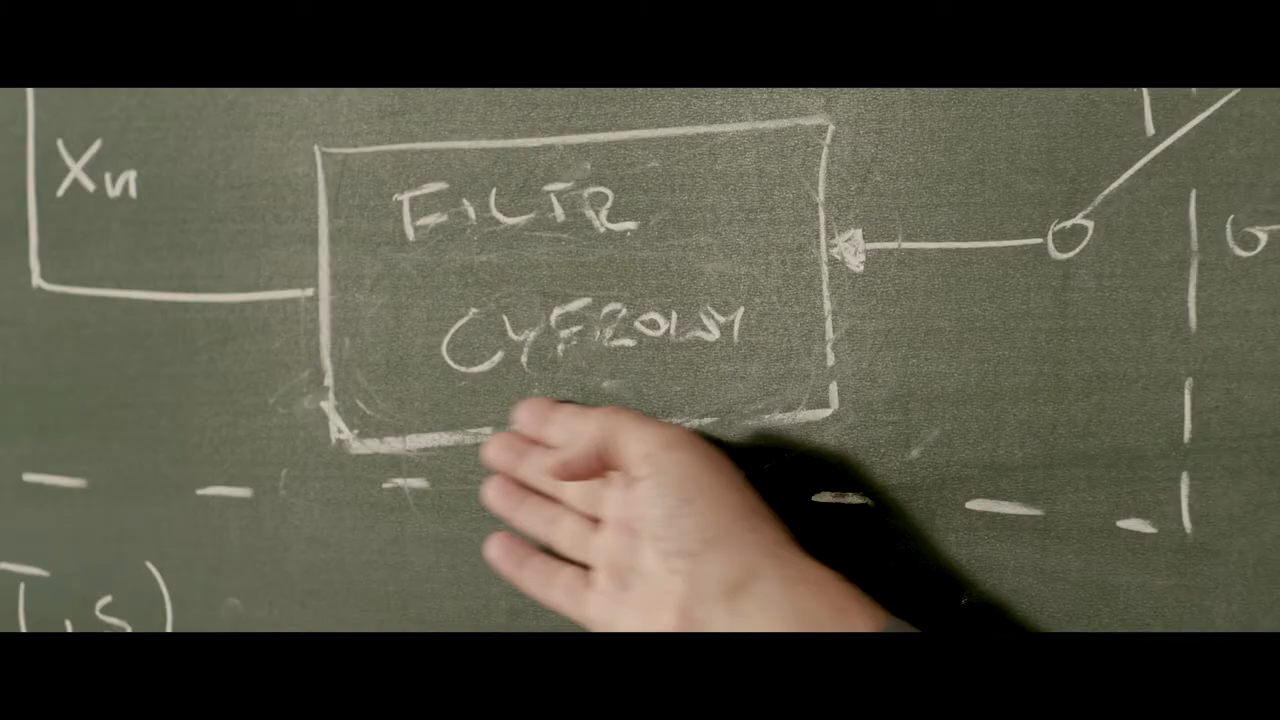 Xn
FILTR
CYFROWY
σ
,s)